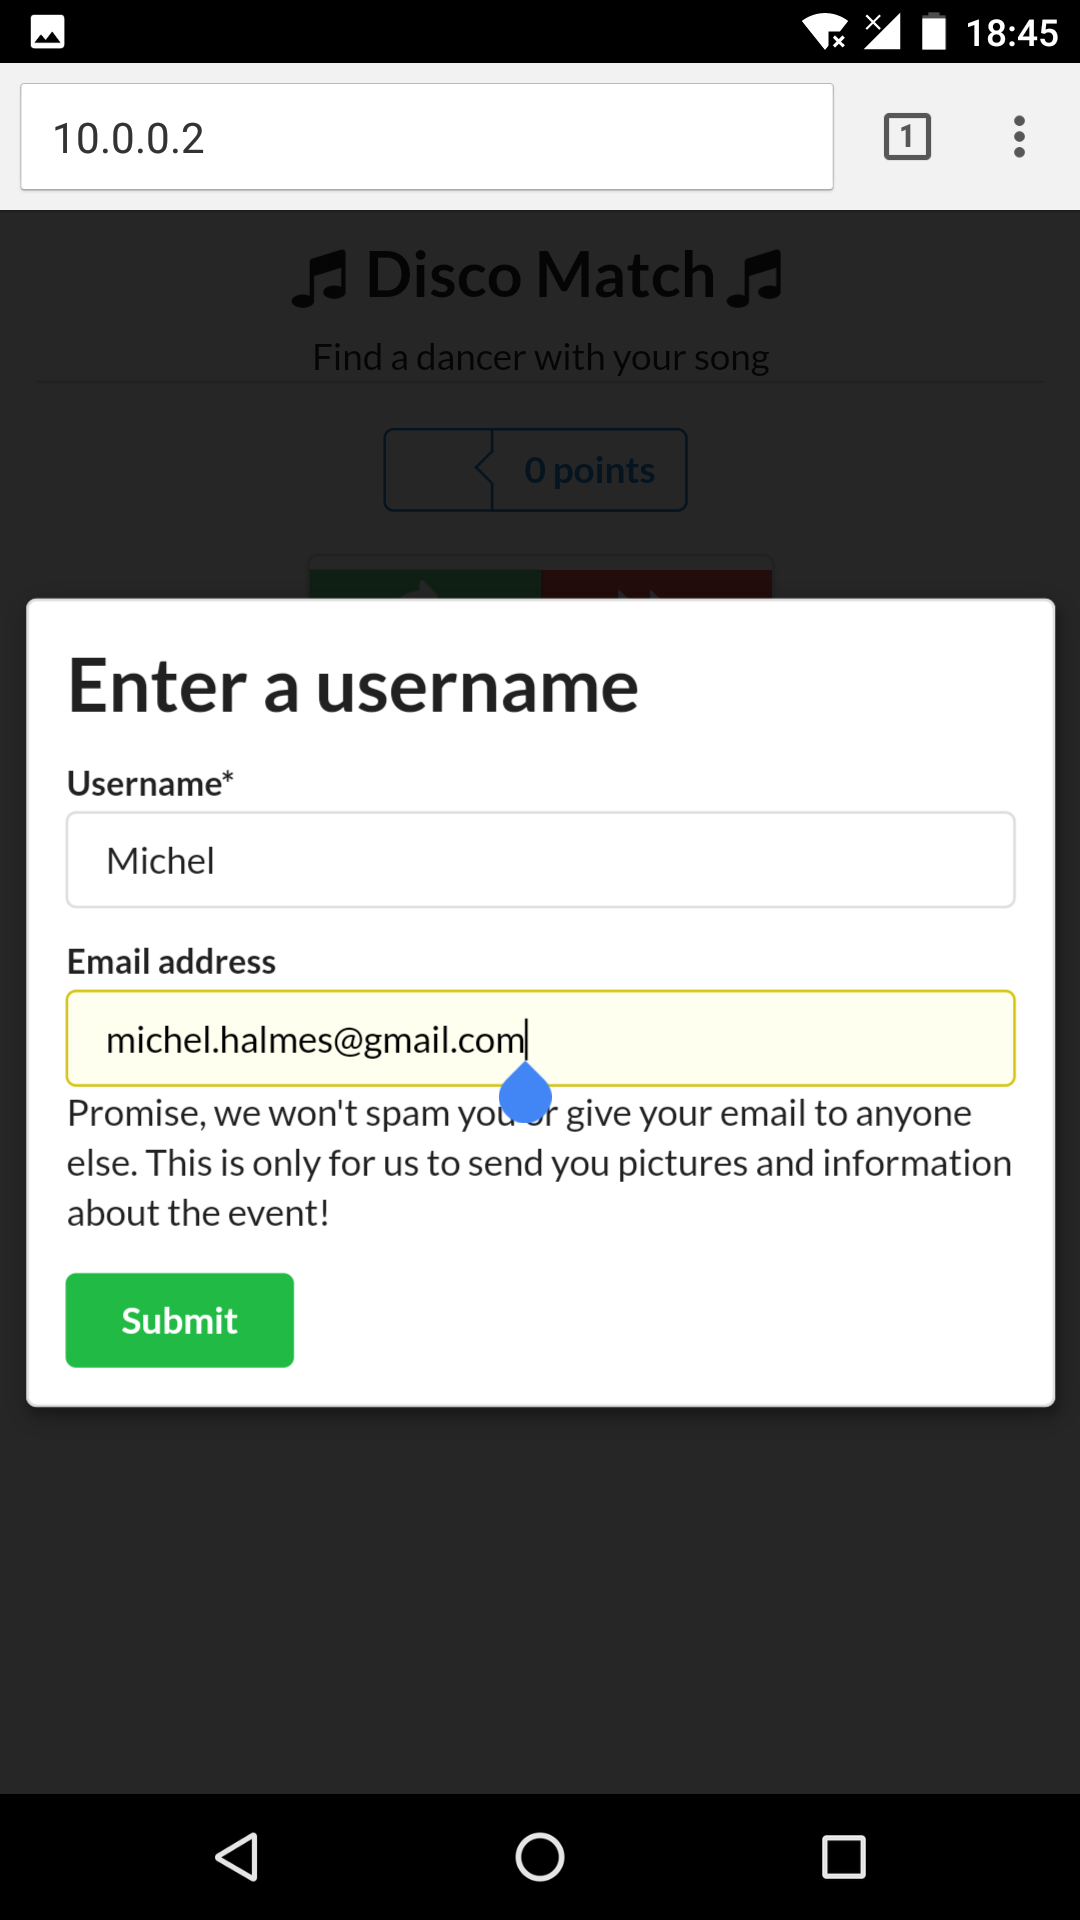 18:45
10.0.0.2
1
Disco Match
Find a dancer with your song
0 points
Enter a username
Username*
Michel
Email address
michel.halmes@gmail.com
Promise, we won't spam you or give your email to anyone
else. This is only for us to send you pictures and information
about the event!
Submit